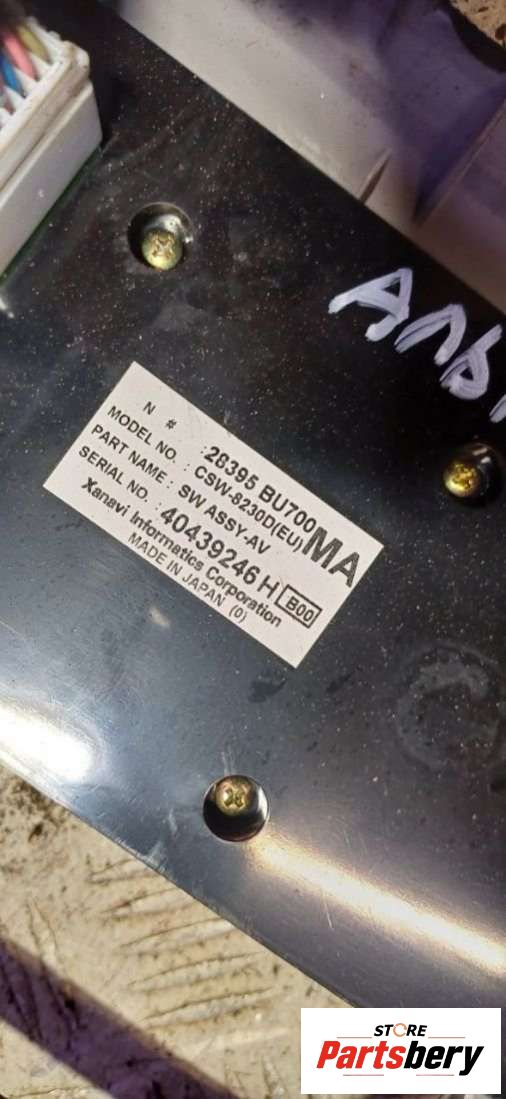 N # : 28395 BU700
MODEL NO. : CSW-8230D(EU)
PART NAME : SW ASSY-AV
SERIAL NO. : 40439246 H
MA
B00
Xanavi Informatics Corporation
MADE IN JAPAN (0)
STORE
Partsbery